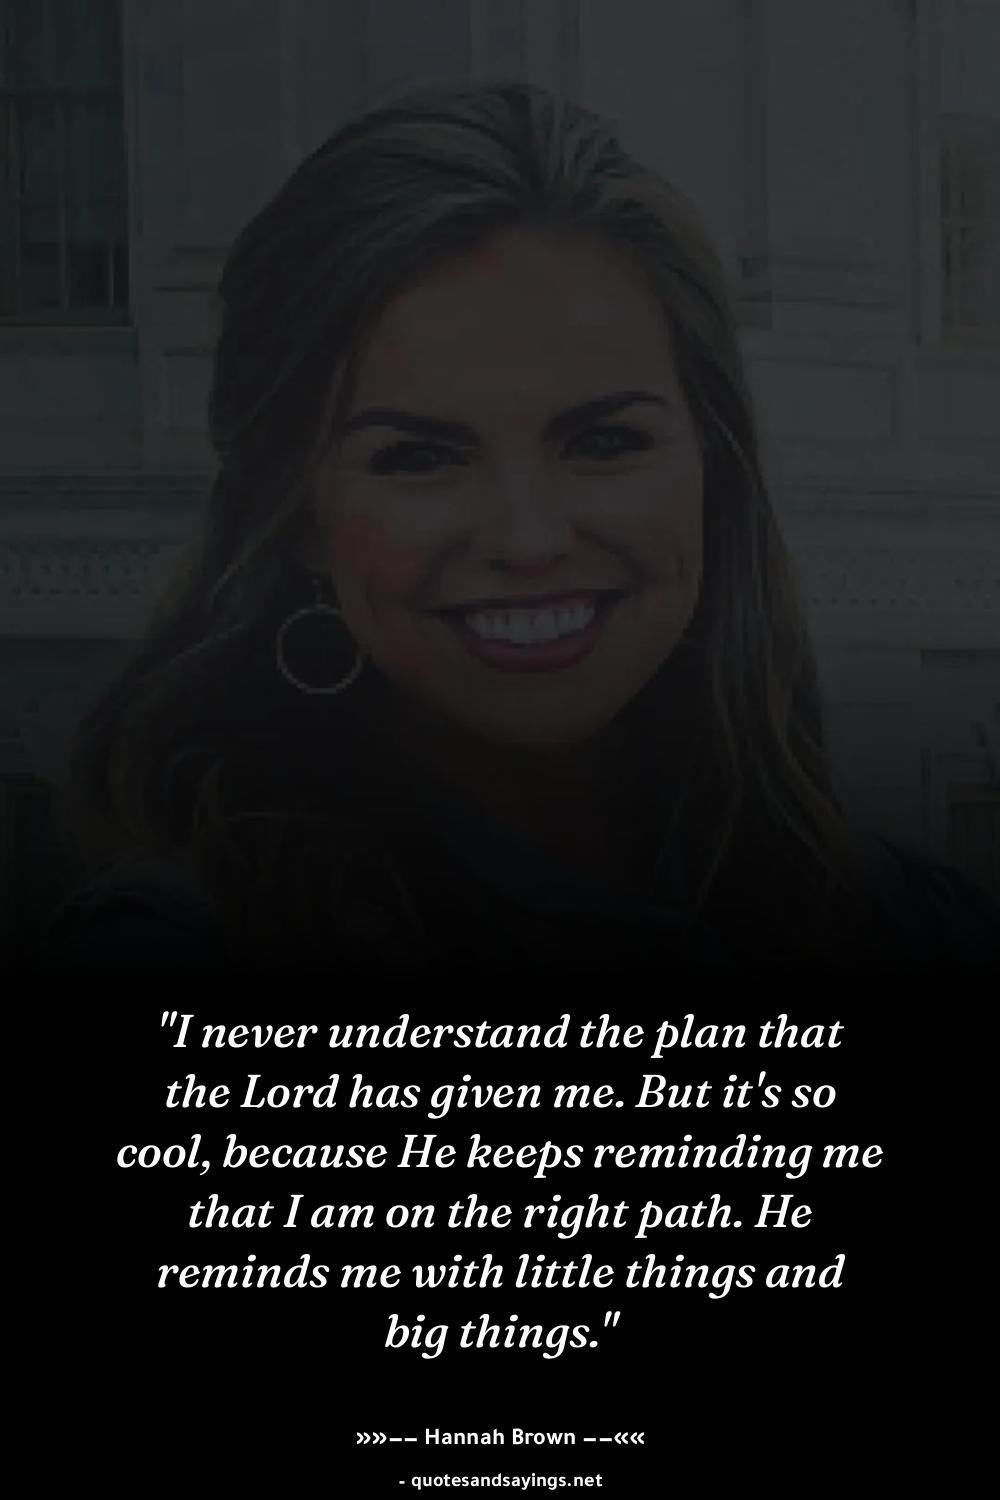 "I never understand the plan that
the Lord has given me. But it's so
cool, because He keeps reminding me
that I am on the right path. He
reminds me with little things and
big things."
»»-- Hannah Brown --««
- quotesandsayings.net